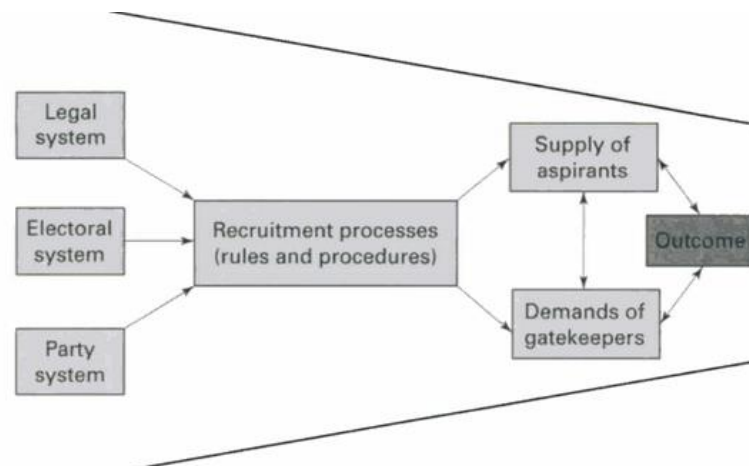 Legal
system
Electoral
system
Party
system
Recruitment processes
(rules and procedures)
Supply of
aspirants
Demands of
gatekeepers
Outcome